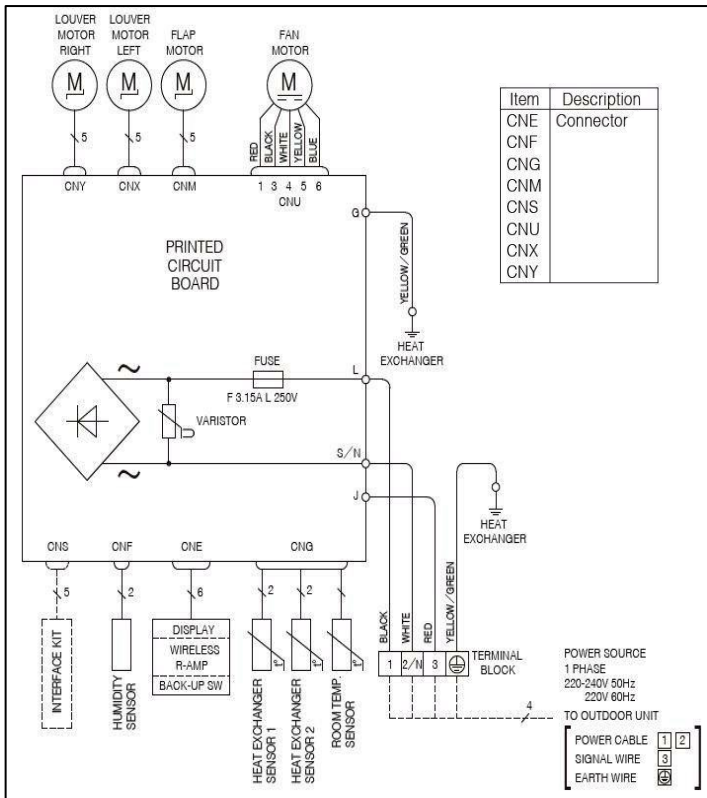 LOUVER
MOTOR
RIGHT
LOUVER
MOTOR
LEFT
FLAP
MOTOR
FAN
MOTOR
M
M
M
M
5
5
5
RED
BLACK
WHITE
YELLOW
BLUE
CNY
CNX
CNM
1 3 4 5 6
CNU
Item Description
CNE Connector
CNF
CNG
CNM
CNS
CNU
CNX
CNY
PRINTED
CIRCUIT
BOARD
G
YELLOW/GREEN
HEAT
EXCHANGER
FUSE
F 3.15A L 250V
L
VARISTOR
S/N
J
HEAT
EXCHANGER
CNS
CNF
CNE
CNG
5
2
6
2
2
INTERFACE KIT
HUMIDITY
SENSOR
DISPLAY
WIRELESS
R-AMP
BACK-UP SW
t°
t°
t°
HEAT EXCHANGER
SENSOR 1
HEAT EXCHANGER
SENSOR 2
ROOM TEMP.
SENSOR
BLACK
WHITE
RED
YELLOW/GREEN
1 2/N 3
TERMINAL
BLOCK
4
POWER SOURCE
1 PHASE
220-240V 50Hz
220V 60Hz
TO OUTDOOR UNIT
POWER CABLE 1 2
SIGNAL WIRE 3
EARTH WIRE